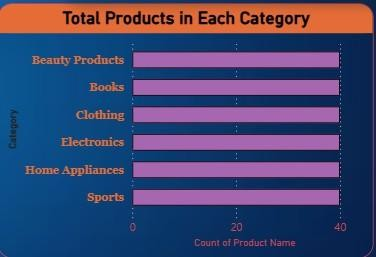 Total Products in Each Category
Category
Beauty Products
Books
Clothing
Electronics
Home Appliances
Sports
0 20 40
Count of Product Name